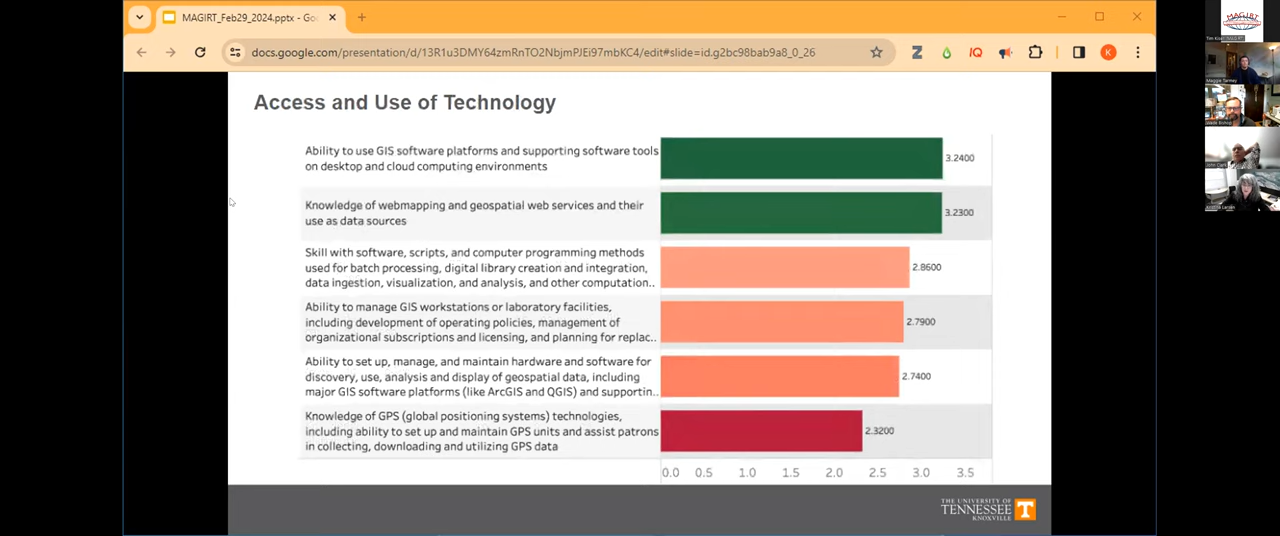 MAGIRT_Feb29_2024.pptx - Go
docs.google.com/presentation/d/13R1u3DMY64zmRnTO2NbjmPJEi97mbKC4/edit#slide=id.g2bc98bab9a8_0_26
IQ
K
Access and Use of Technology
Ability to use GIS software platforms and supporting software tools
on desktop and cloud computing environments
3.2400
Knowledge of webmapping and geospatial web services and their
use as data sources
3.2300
Skill with software, scripts, and computer programming methods
used for batch processing, digital library creation and integration,
data ingestion, visualization, and analysis, and other computation..
2.8600
Ability to manage GIS workstations or laboratory facilities,
including development of operating policies, management of
organizational subscriptions and licensing, and planning for replac..
2.7900
Ability to set up, manage, and maintain hardware and software for
discovery, use, analysis and display of geospatial data, including
major GIS software platforms (like ArcGIS and QGIS) and supportin..
2.7400
Knowledge of GPS (global positioning systems) technologies,
including ability to set up and maintain GPS units and assist patrons
in collecting, downloading and utilizing GPS data
2.3200
0.0 0.5 1.0 1.5 2.0 2.5 3.0 3.5
THE UNIVERSITY OF
TENNESSEE
KNOXVILLE
T
MAGIRT